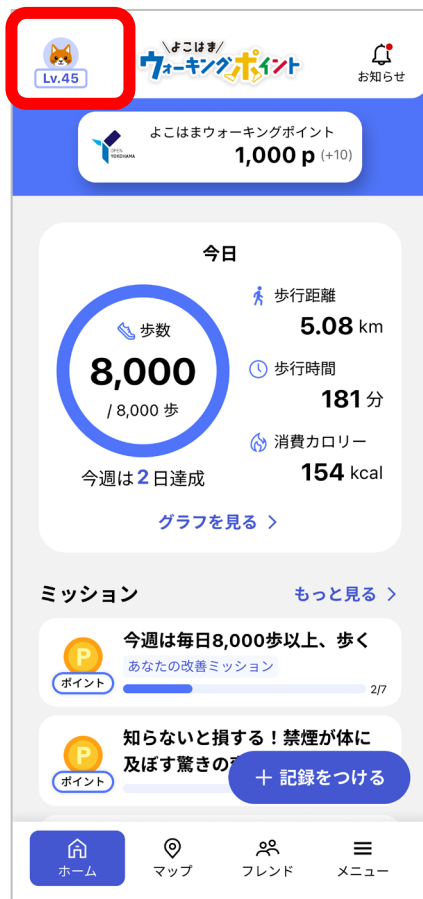 よこはま
ウォーキングポイント
Lv.45
お知らせ
よこはまウォーキングポイント
OPEN
YOKOHAMA
1,000 p (+10)
今日
歩数
8,000
/ 8,000 歩
今週は2日達成
歩行距離
5.08 km
歩行時間
181 分
消費カロリー
154 kcal
グラフを見る
ミッション
もっと見る
P
ポイント
今週は毎日8,000歩以上、歩く
あなたの改善ミッション
2/7
P
ポイント
知らないと損する！禁煙が体に
及ぼす驚きの
＋ 記録をつける
ホーム
マップ
フレンド
メニュー